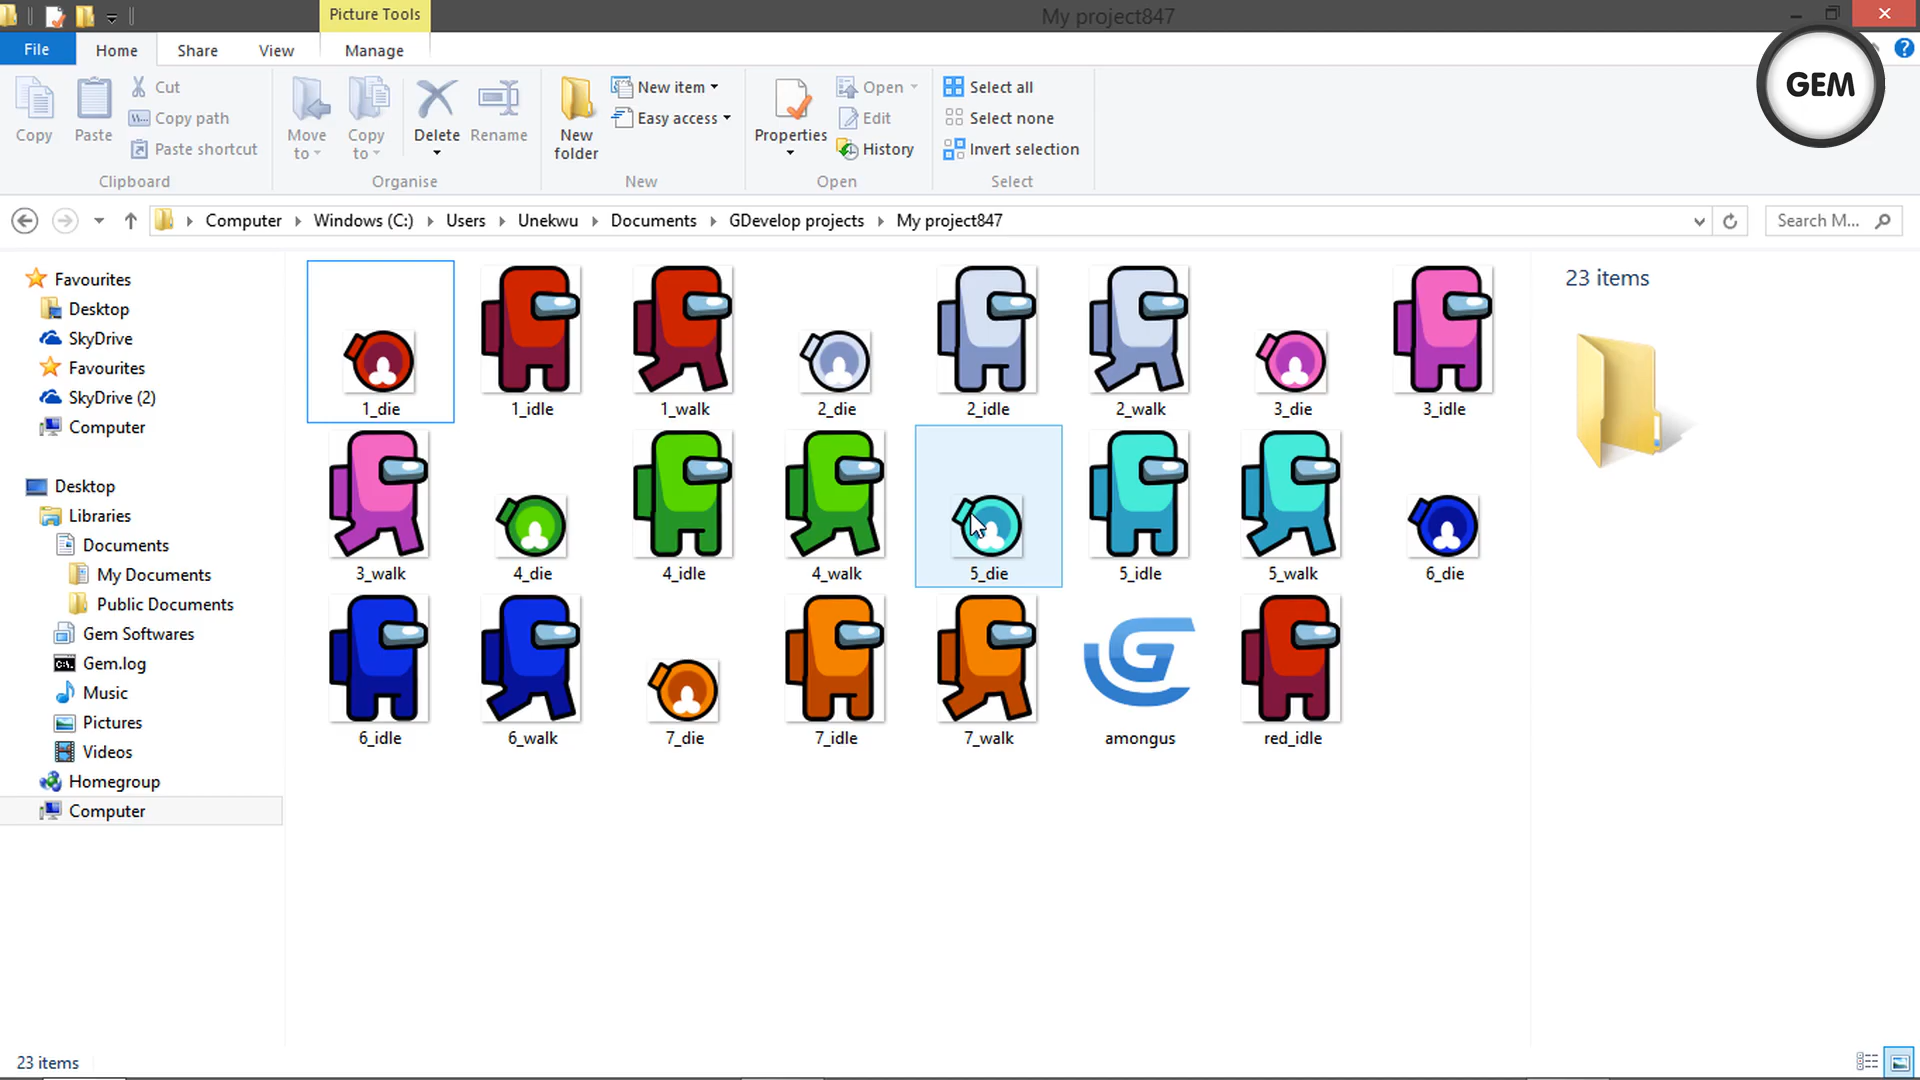 Picture Tools
My project847
File
Home
Share
View
Manage
GEM
Copy
Paste
Cut
Copy path
Paste shortcut
Clipboard
Move to
Copy to
Delete
Rename
Organise
New folder
New item
Easy access
New
Properties
Open
Edit
History
Open
Select all
Select none
Invert selection
Select
Computer
Windows (C:)
Users
Unekwu
Documents
GDevelop projects
My project847
Search M...
Favourites
Desktop
SkyDrive
Favourites
SkyDrive (2)
Computer
Desktop
Libraries
Documents
My Documents
Public Documents
Gem Softwares
Gem.log
Music
Pictures
Videos
Homegroup
Computer
1_die
1_idle
1_walk
2_die
2_idle
2_walk
3_die
3_idle
3_walk
4_die
4_idle
4_walk
5_die
5_idle
5_walk
6_die
6_idle
6_walk
7_die
7_idle
7_walk
amongus
red_idle
23 items
23 items